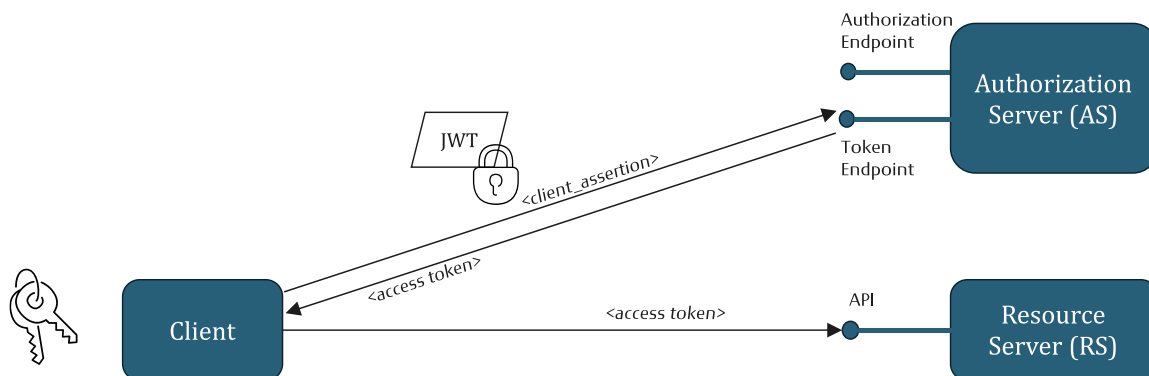 Authorization
Endpoint
Authorization
Server (AS)
JWT
Token
Endpoint
<client_assertion>
<access token>
Client
<access token>
API
Resource
Server (RS)